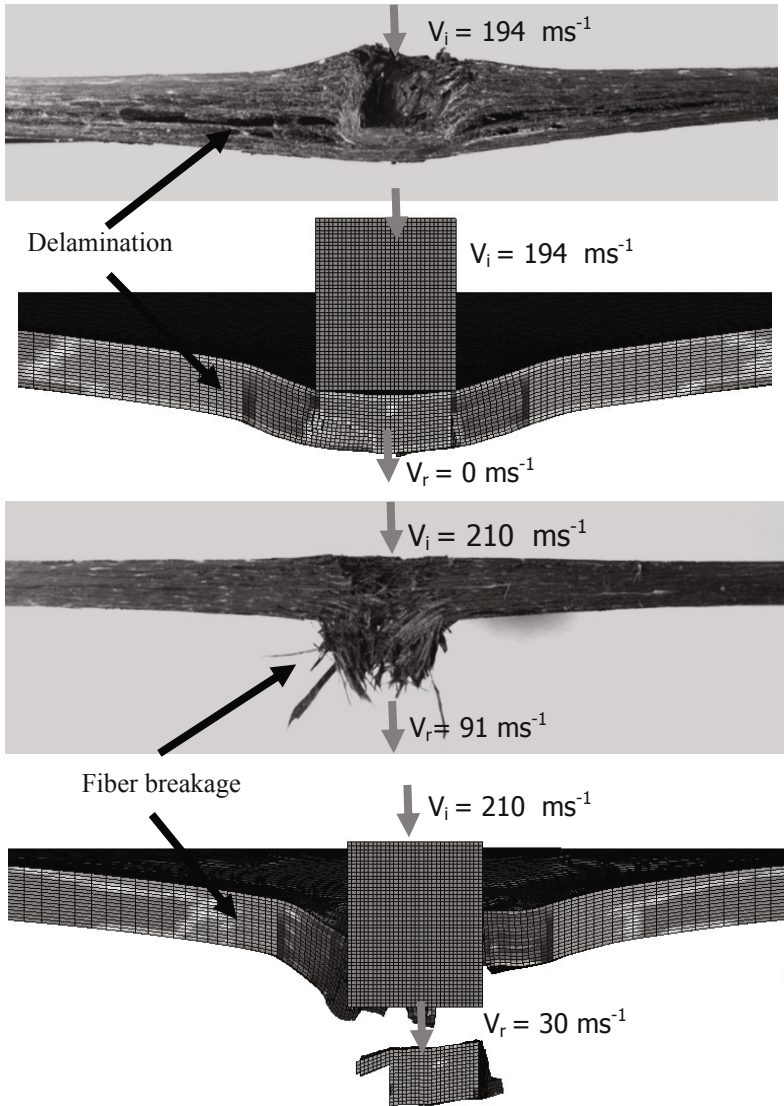 Vᵢ = 194 ms⁻¹
Delamination
Vᵢ = 194 ms⁻¹
Vᵣ = 0 ms⁻¹
Vᵢ = 210 ms⁻¹
Vᵣ= 91 ms⁻¹
Fiber breakage
Vᵢ = 210 ms⁻¹
Vᵣ = 30 ms⁻¹